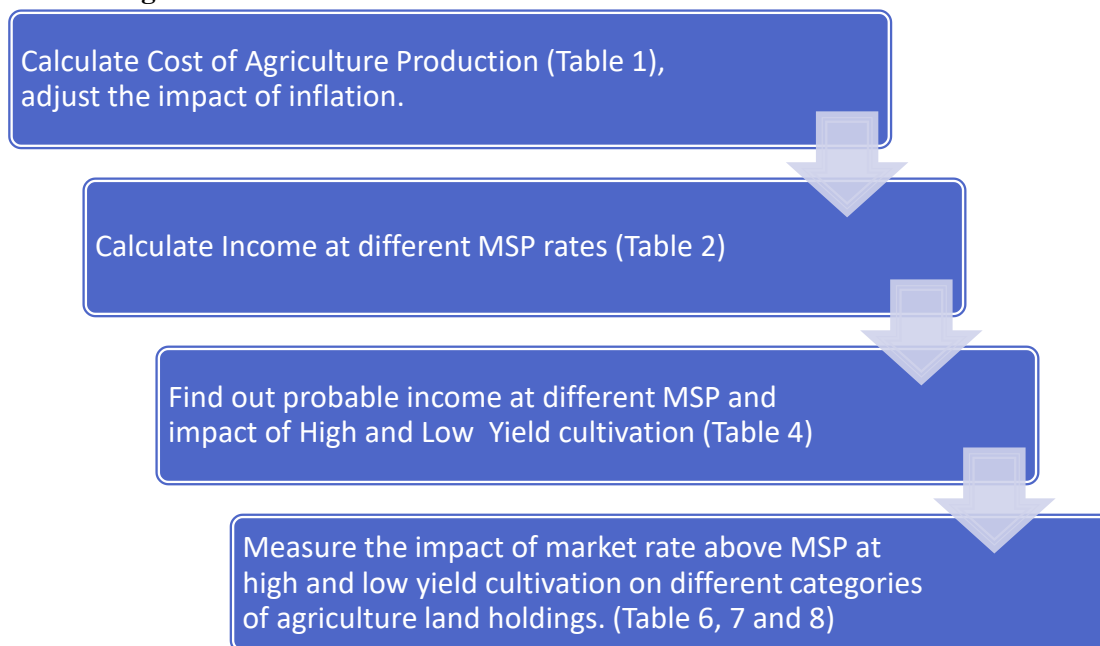 Calculate Cost of Agriculture Production (Table 1),
adjust the impact of inflation.
Calculate Income at different MSP rates (Table 2)
Find out probable income at different MSP and
impact of High and Low Yield cultivation (Table 4)
Measure the impact of market rate above MSP at
high and low yield cultivation on different categories
of agriculture land holdings. (Table 6, 7 and 8)